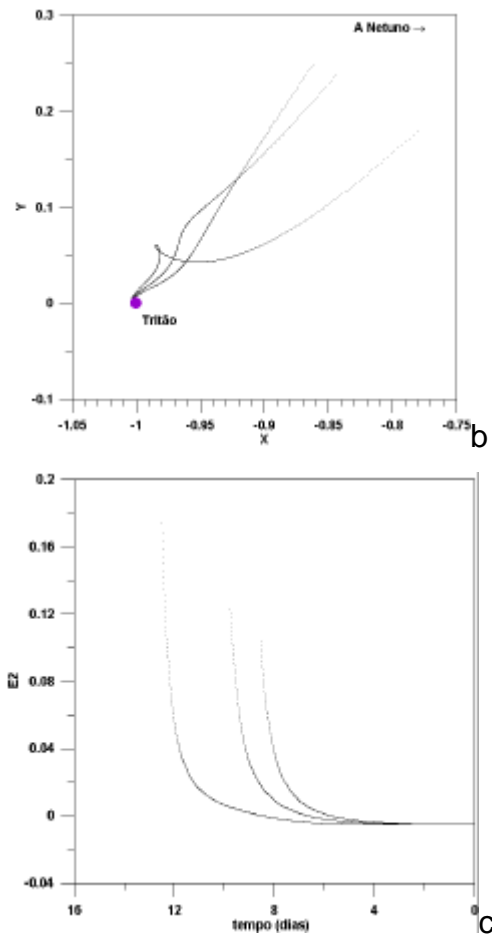 0.3
A Netuno →
0.2
Y
0.1
0
Tritão
-0.1
-1.05 -1 -0.95 -0.9 -0.85 -0.8 -0.75
X
b
0.2
0.16
0.12
E2
0.08
0.04
0
-0.04
16 12 8 4 0
tempo (dias)
c